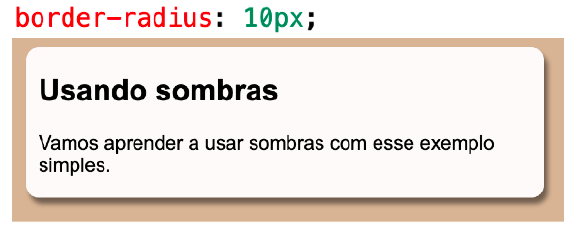 border-radius: 10px;
Usando sombras
Vamos aprender a usar sombras com esse exemplo
simples.